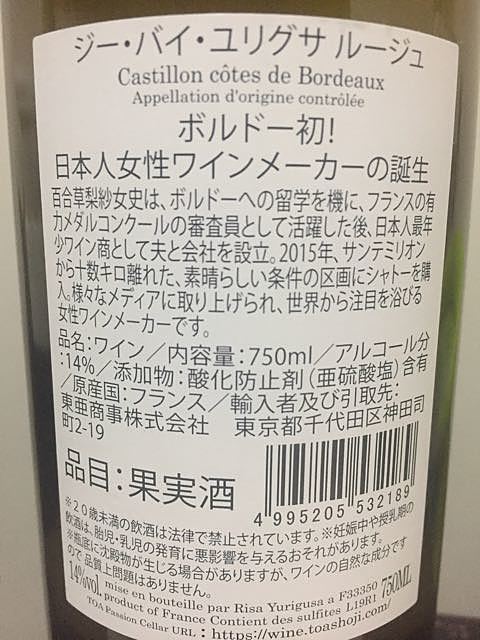 ジー・バイ・ユリグサ ルージュ
Castillon côtes de Bordeaux
Appellation d'origine contrôlée
ボルドー初!
日本人女性ワインメーカーの誕生
百合草梨紗女史は、ボルドーへの留学を機に、フランスの有
力メダルコンクールの審査員として活躍した後、日本人最年
少ワイン商として夫と会社を設立。2015年、サンテミリオン
から十数キロ離れた、素晴らしい条件の区画にシャトーを購
入。様々なメディアに取り上げられ、世界から注目を浴びる
女性ワインメーカーです。
品名:ワイン/内容量:750ml/アルコール分
:14%/添加物:酸化防止剤(亜硫酸塩)含有
/原産国:フランス/輸入者及び引取先:
東亜商事株式会社 東京都千代田区神田司
町2-19
品目:果実酒
4 995205 532189
※20歳未満の飲酒は法律で禁止されています。※妊娠中や授乳期の
飲酒は、胎児・乳児の発育に悪影響を与えるおそれがあります。
※瓶底に沈殿物が生じる場合がありますが、ワインの自然な成分です
ので 品質上問題はありません。
14%vol. mise en bouteille par Risa Yurigusa a F33350 750ML
product of France Contient des sulfites L19R1
TOA Passion Cellar URL : https://wine.toashoji.com/